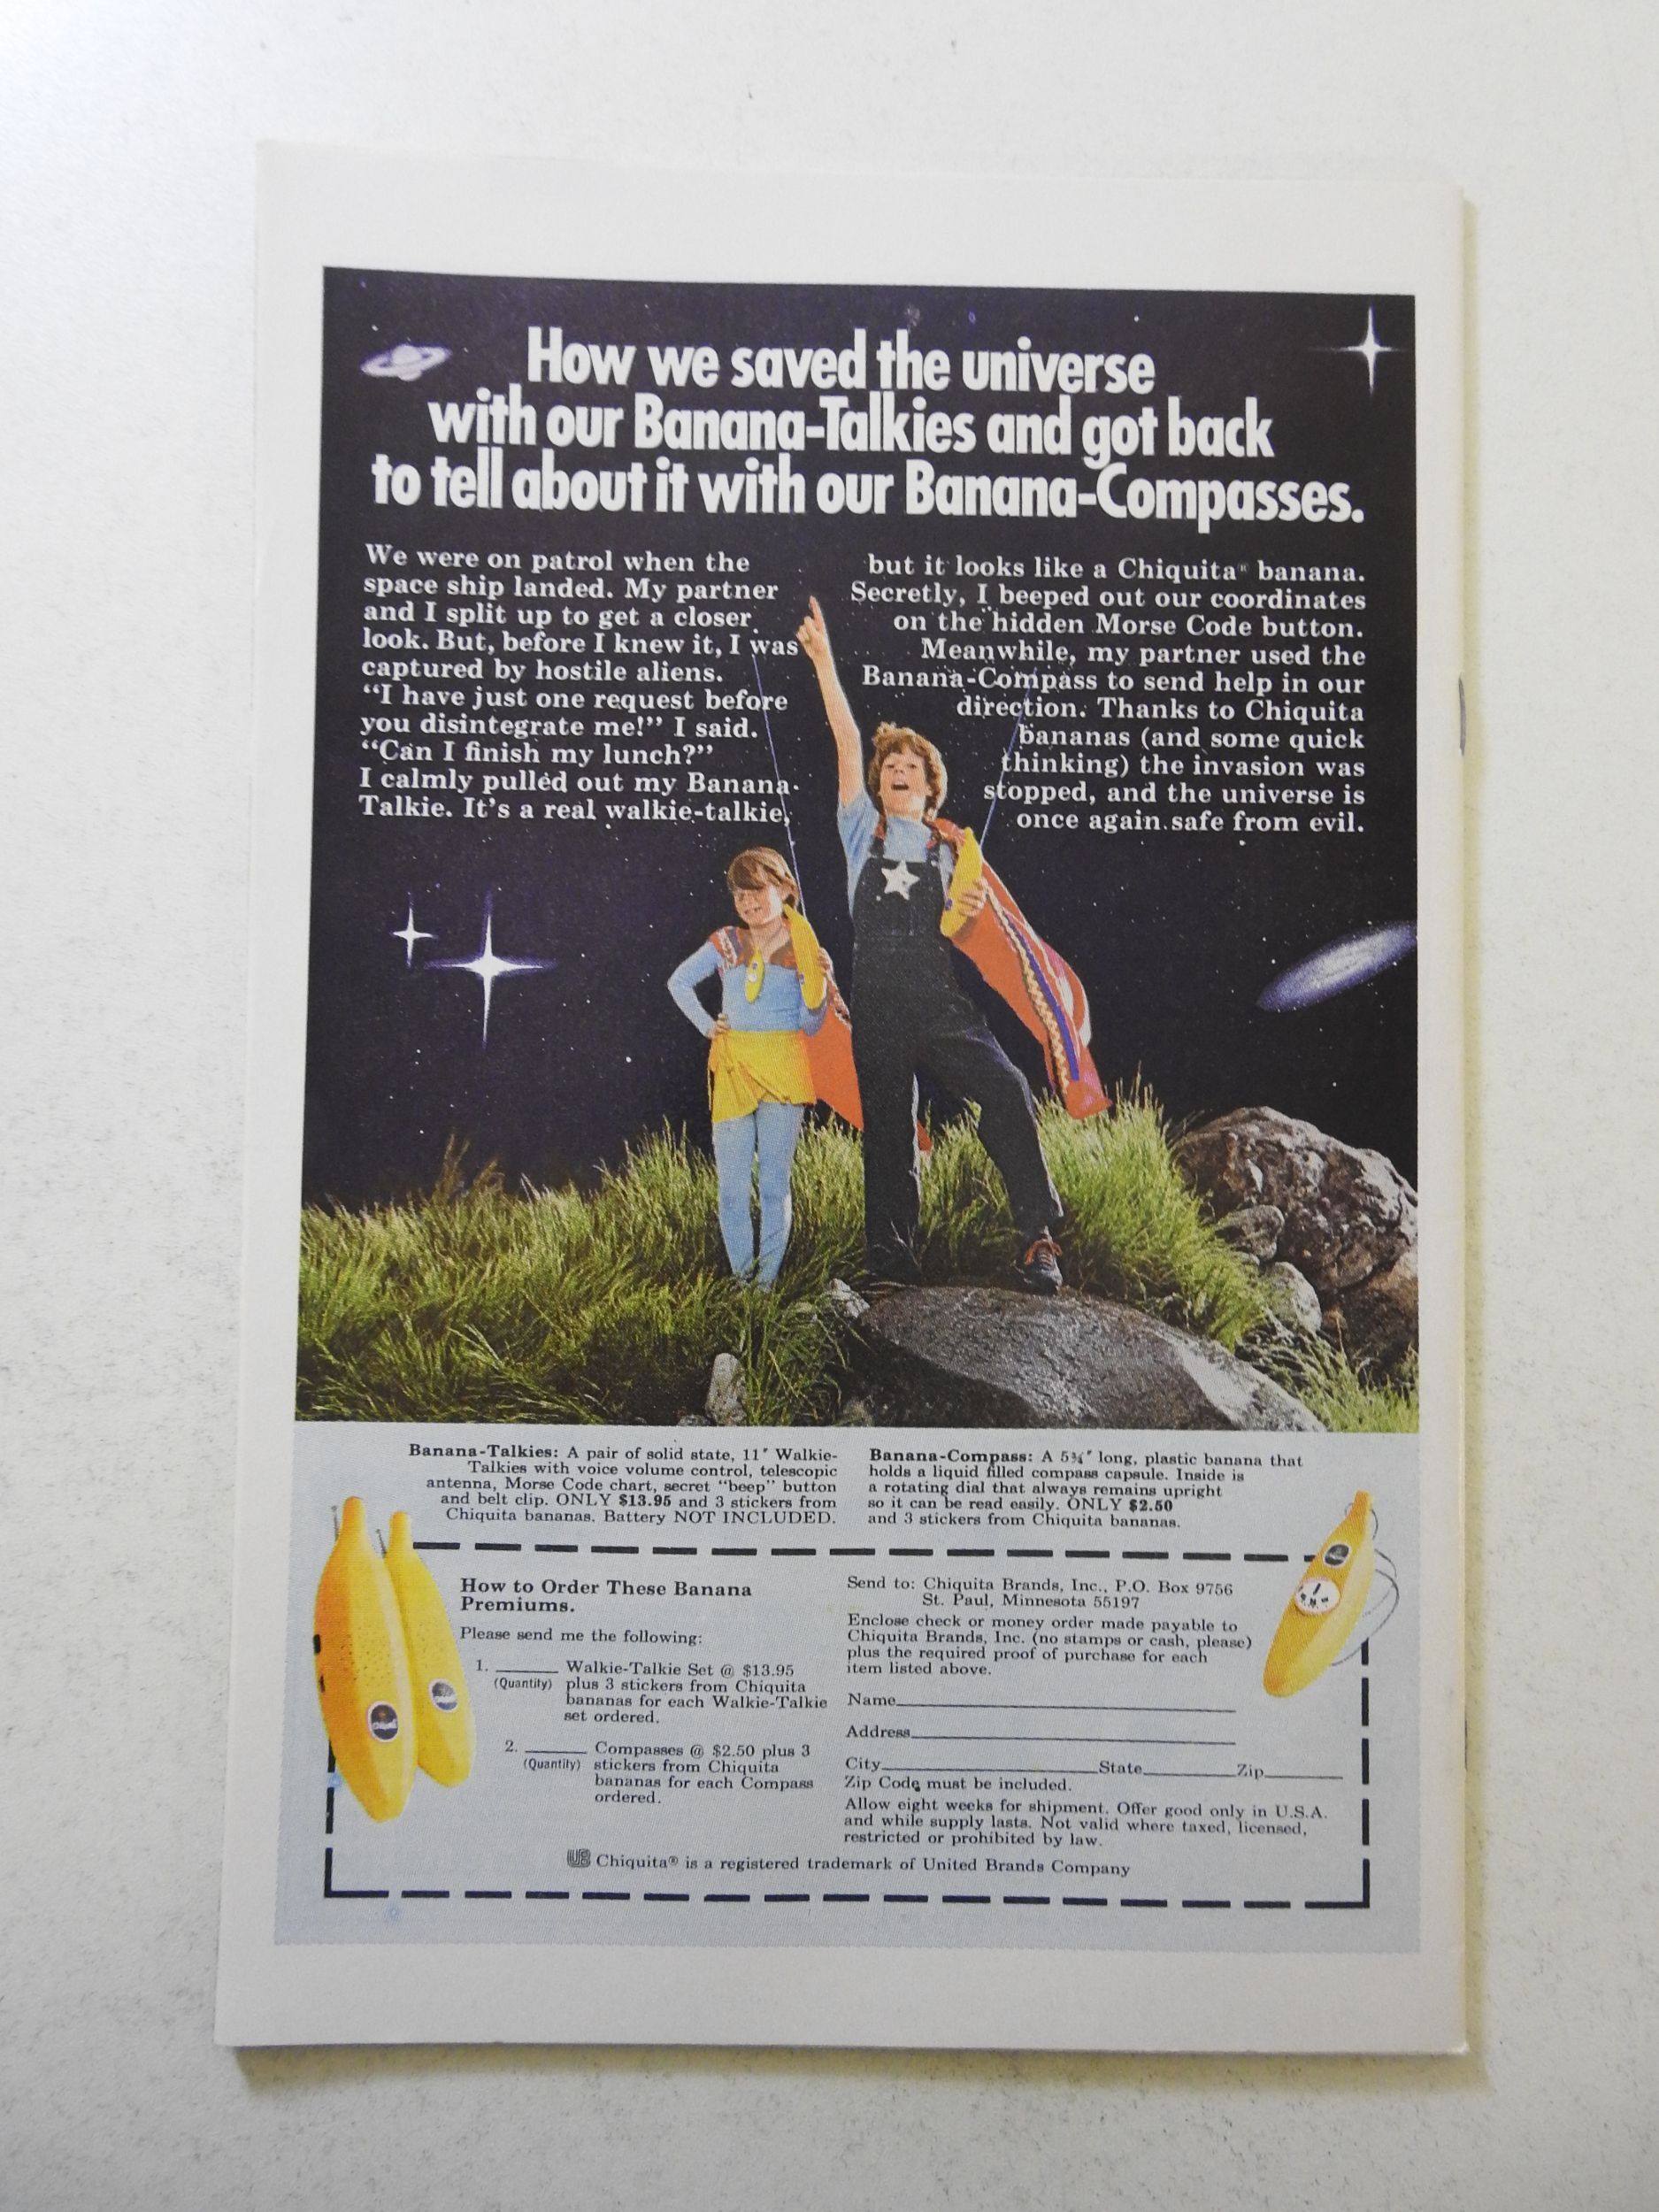 How we saved the universe
with our Banana-Talkies and got back
to tell about it with our Banana-Compasses.
We were on patrol when the
space ship landed. My partner
and I split up to get a closer
look. But, before I knew it, I was
captured by hostile aliens.
“I have just one request before
you disintegrate me!” I said.
“Can I finish my lunch?”
I calmly pulled out my Banana-
Talkie. It's a real walkie-talkie,
but it looks like a Chiquita® banana.
Secretly, I beeped out our coordinates
on the hidden Morse Code button.
Meanwhile, my partner used the
Banana-Compass to send help in our
direction. Thanks to Chiquita
bananas (and some quick
thinking) the invasion was
stopped, and the universe is
once again safe from evil.
Banana-Talkies: A pair of solid state, 11″ Walkie-
Talkies with voice volume control, telescopic
antenna, Morse Code chart, secret “beep” button
and belt clip. ONLY $13.95 and 3 stickers from
Chiquita bananas. Battery NOT INCLUDED.
Banana-Compass: A 5¾″ long, plastic banana that
holds a liquid filled compass capsule. Inside is
a rotating dial that always remains upright
so it can be read easily. ONLY $2.50
and 3 stickers from Chiquita bananas.
How to Order These Banana
Premiums.
Please send me the following:
1. ______ Walkie-Talkie Set @ $13.95
(Quantity) plus 3 stickers from Chiquita
bananas for each Walkie-Talkie
set ordered.
2. ______ Compasses @ $2.50 plus 3
(Quantity) stickers from Chiquita
bananas for each Compass
ordered.
Send to: Chiquita Brands, Inc., P.O. Box 9756
St. Paul, Minnesota 55197
Enclose check or money order made payable to
Chiquita Brands, Inc. (no stamps or cash, please)
plus the required proof of purchase for each
item listed above.
Name
Address
City State Zip
Zip Code must be included.
Allow eight weeks for shipment. Offer good only in U.S.A.
and while supply lasts. Not valid where taxed, licensed,
restricted or prohibited by law.
UB Chiquita® is a registered trademark of United Brands Company